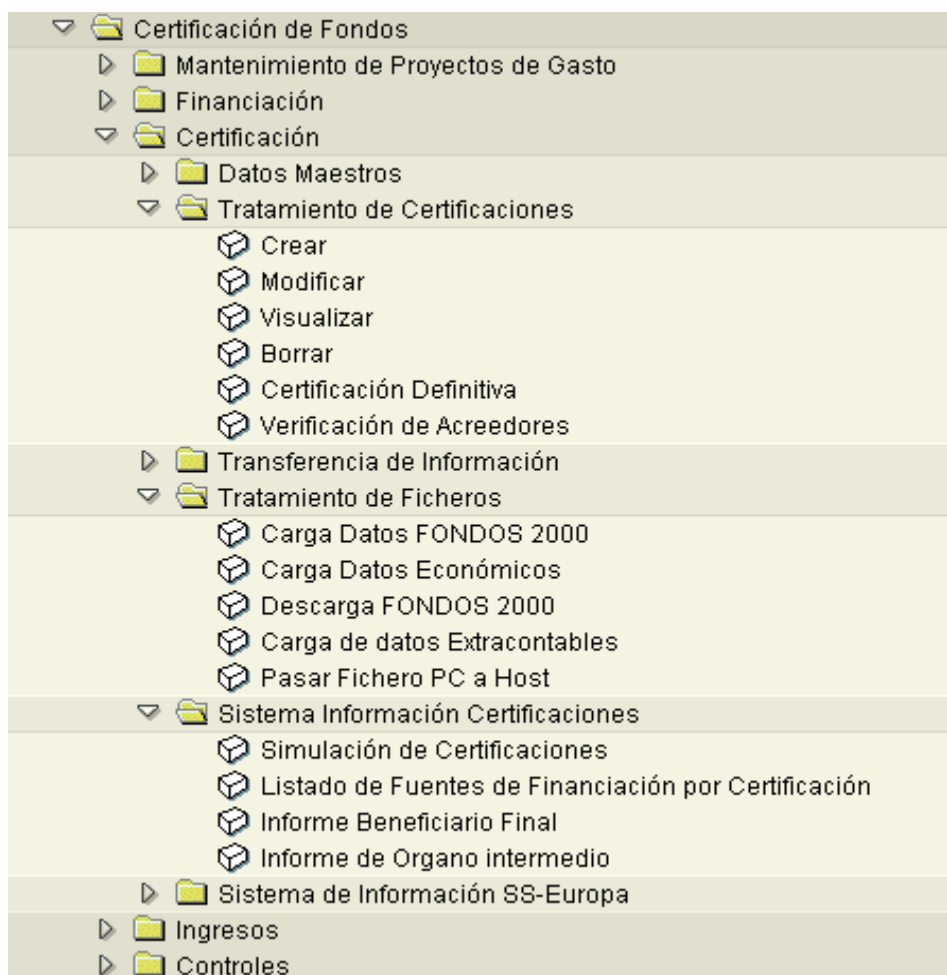 Certificación de Fondos
Mantenimiento de Proyectos de Gasto
Financiación
Certificación
Datos Maestros
Tratamiento de Certificaciones
Crear
Modificar
Visualizar
Borrar
Certificación Definitiva
Verificación de Acreedores
Transferencia de Información
Tratamiento de Ficheros
Carga Datos FONDOS 2000
Carga Datos Económicos
Descarga FONDOS 2000
Carga de datos Extracontables
Pasar Fichero PC a Host
Sistema Información Certificaciones
Simulación de Certificaciones
Listado de Fuentes de Financiación por Certificación
Informe Beneficiario Final
Informe de Organo intermedio
Sistema de Información SS-Europa
Ingresos
Controles